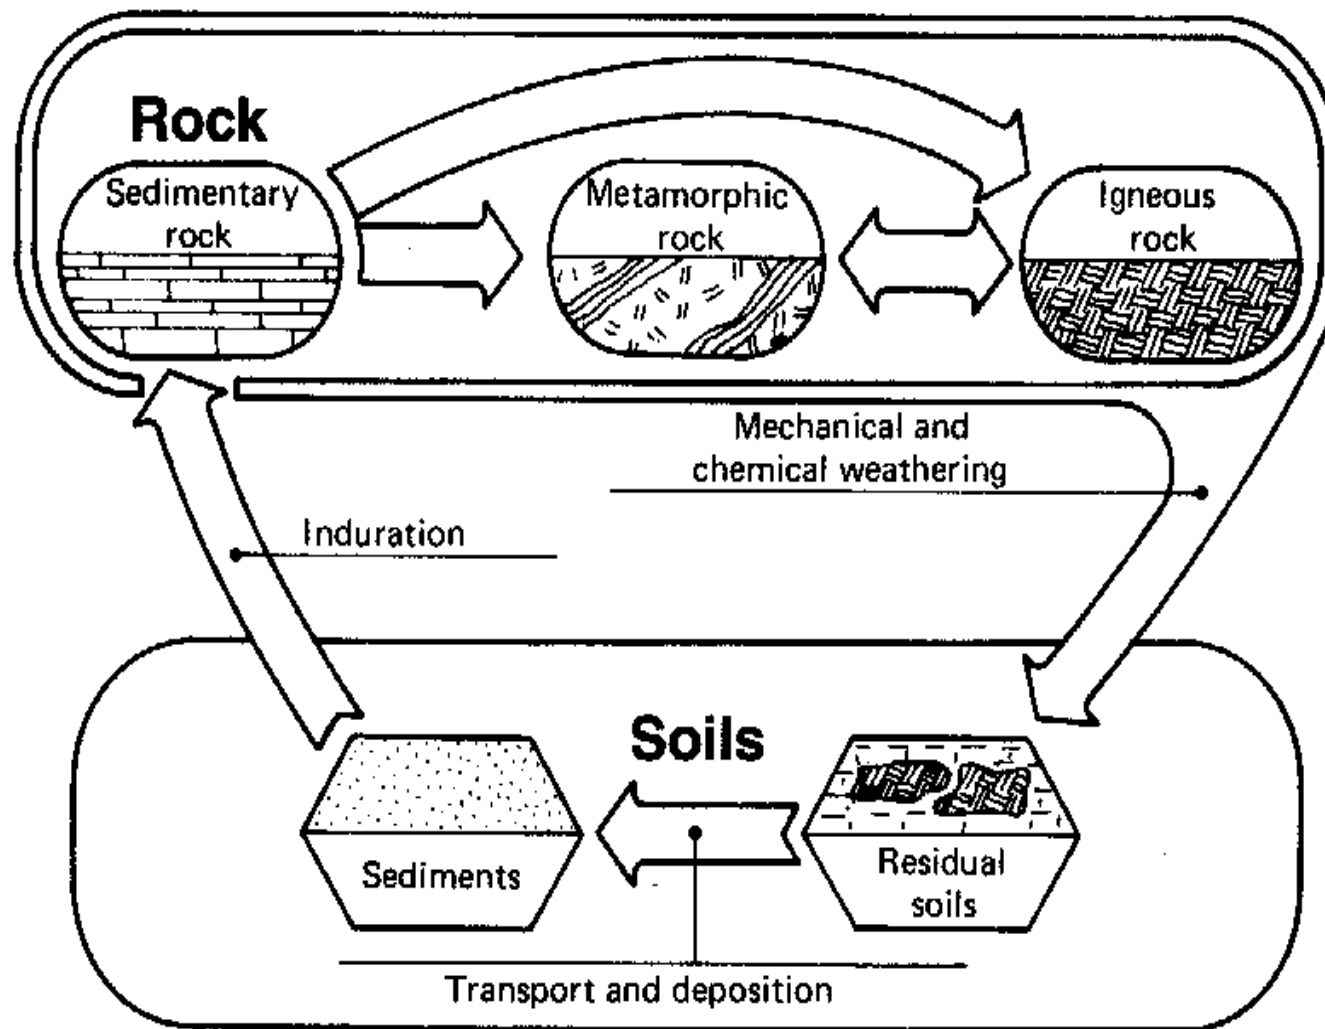 Rock
Sedimentary
rock
Metamorphic
rock
Igneous
rock
Mechanical and
chemical weathering
Induration
Soils
Sediments
Residual
soils
Transport and deposition